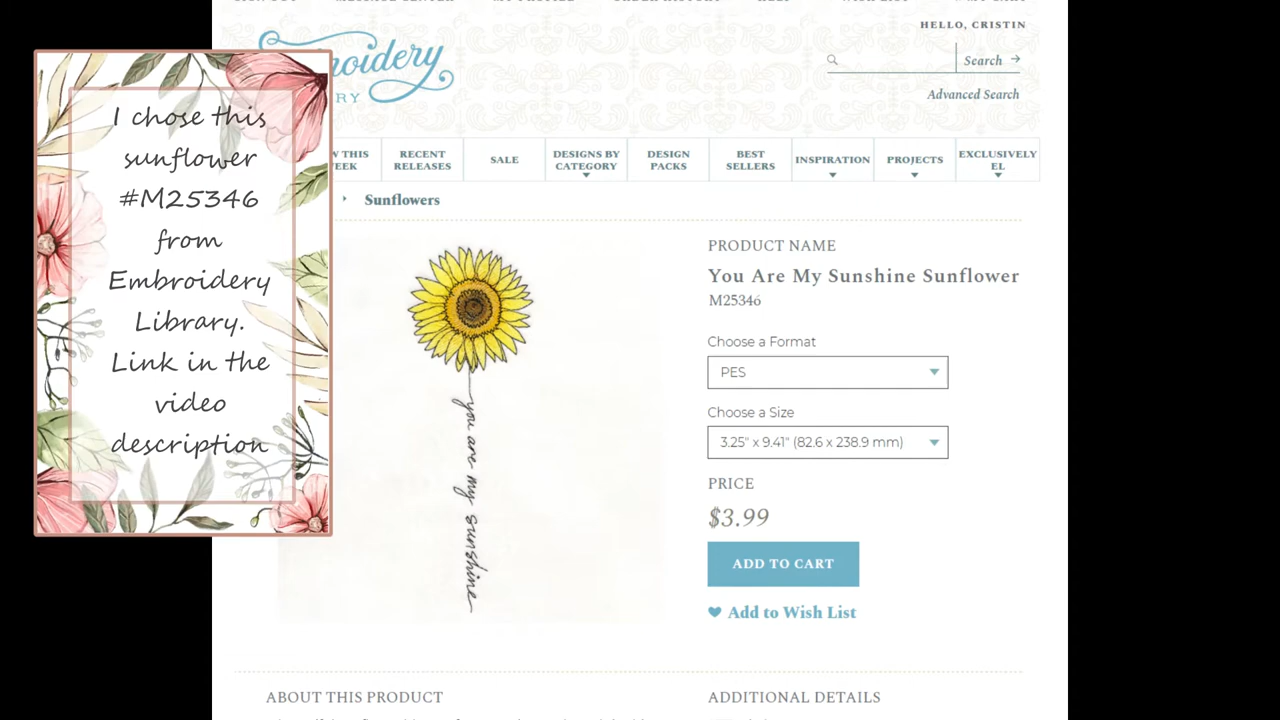 HELLO, CRISTIN
Search
Advanced Search
RECENT RELEASES
SALE
DESIGNS BY CATEGORY
DESIGN PACKS
BEST SELLERS
INSPIRATION
PROJECTS
EXCLUSIVELY EL
Sunflowers
I chose this
sunflower
#M25346
from
Embroidery
Library.
Link in the
video
description
you are my sunshine
PRODUCT NAME
You Are My Sunshine Sunflower
M25346
Choose a Format
PES
Choose a Size
3.25" x 9.41" (82.6 x 238.9 mm)
PRICE
$3.99
ADD TO CART
Add to Wish List
ABOUT THIS PRODUCT
ADDITIONAL DETAILS